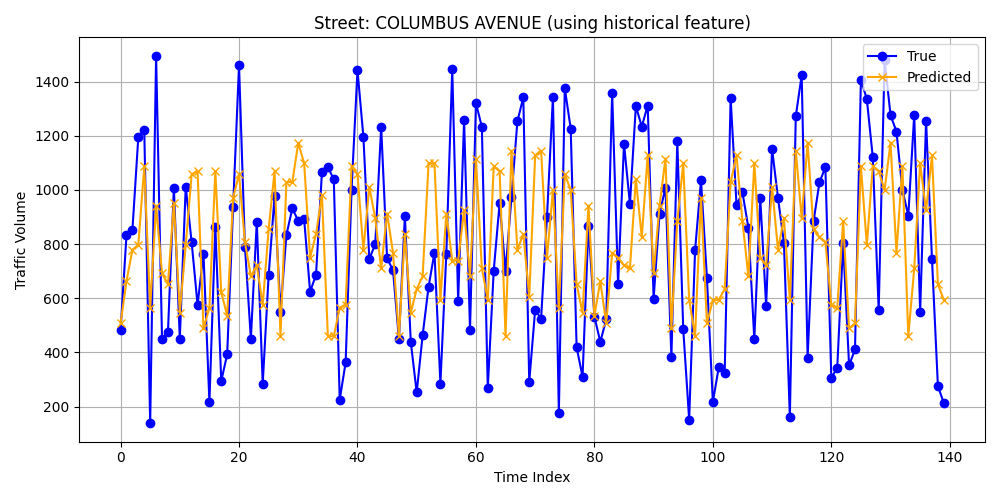 Street: COLUMBUS AVENUE (using historical feature)
True
Predicted
Traffic Volume
1400
1200
1000
800
600
400
200
0 20 40 60 80 100 120 140
Time Index